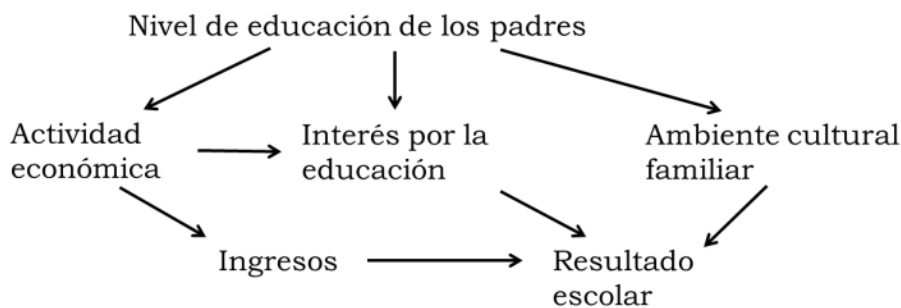 Nivel de educación de los padres
Actividad
económica
Interés por la
educación
Ambiente cultural
familiar
Ingresos
Resultado
escolar